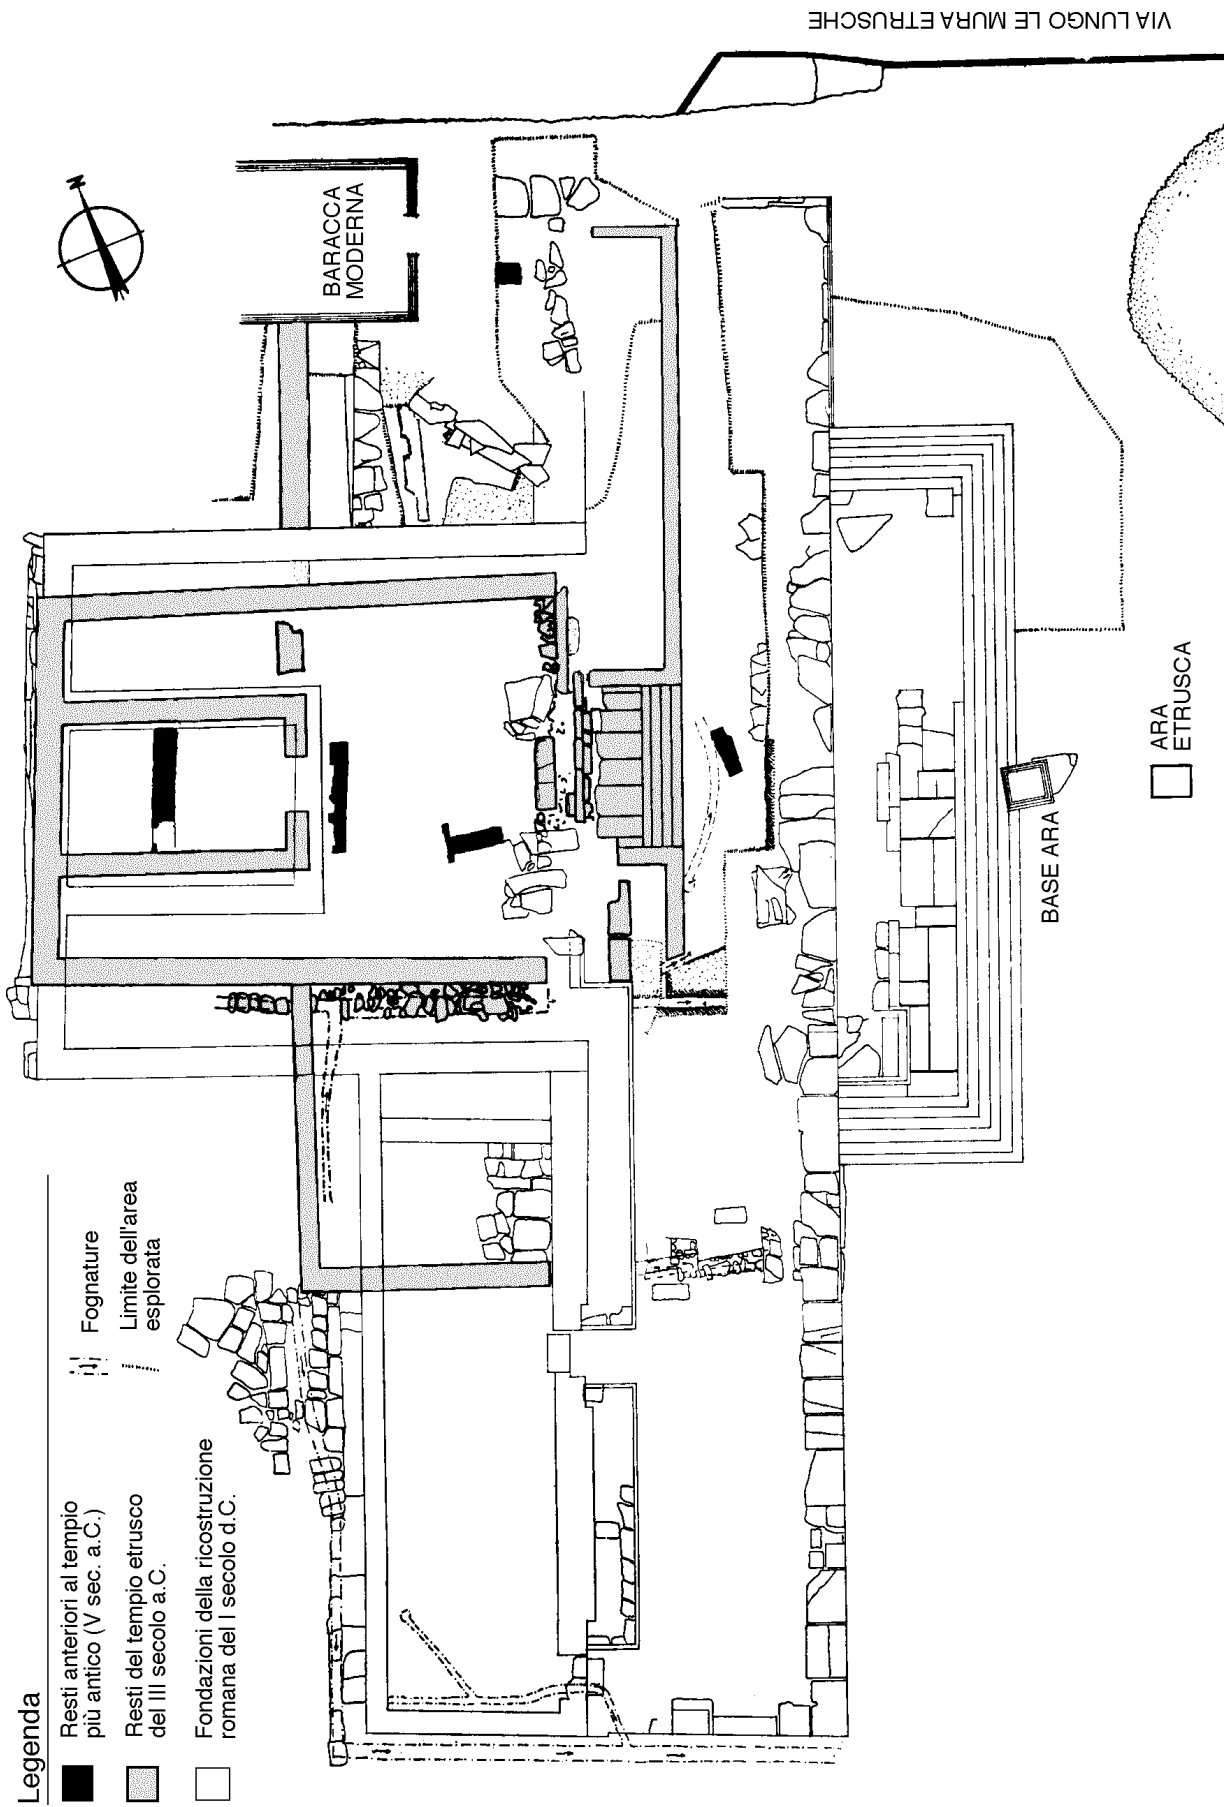 VIA LUNGO LE MURA ETRUSCHE
N
BARACCA
MODERNA
ARA
ETRUSCA
BASE ARA
Legenda
Resti anteriori al tempio
più antico (V sec. a.C.)
Resti del tempio etrusco
del III secolo a.C.
Fondazioni della ricostruzione
romana del I secolo d.C.
Fognature
Limite dell'area
esplorata